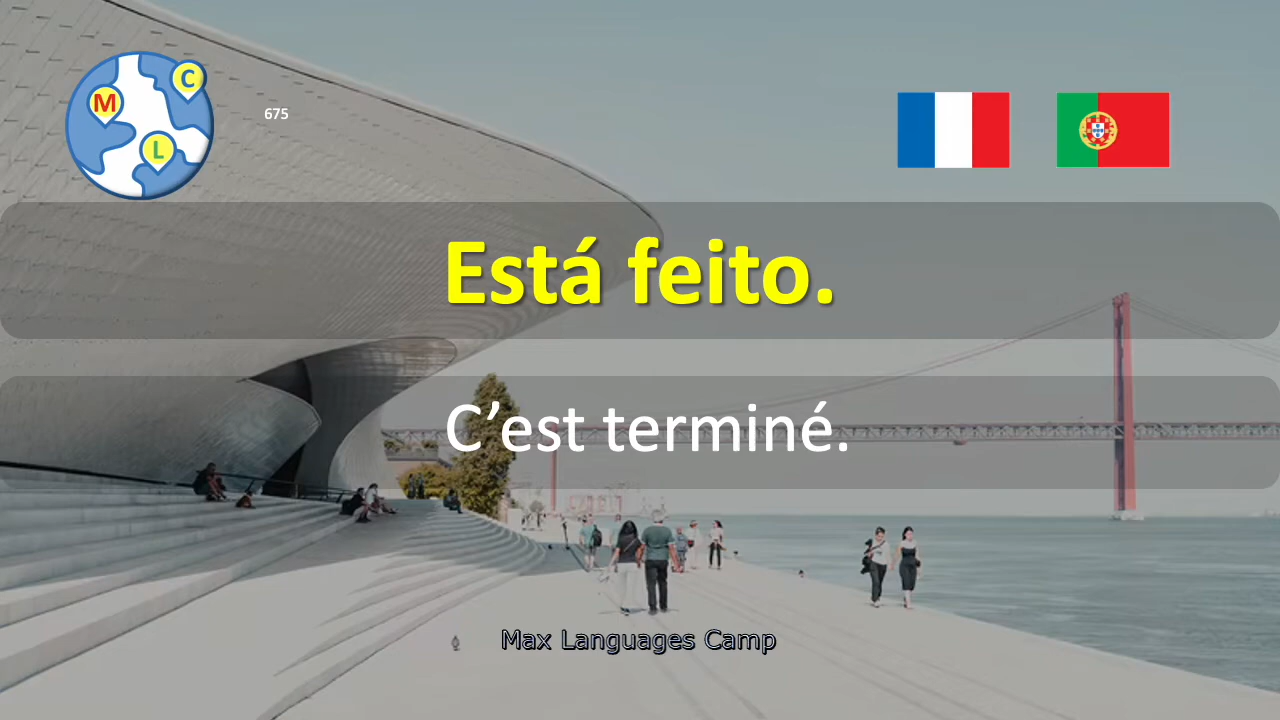 C
M
675
L
Está feito.
C’est terminé.
Max Languages Camp